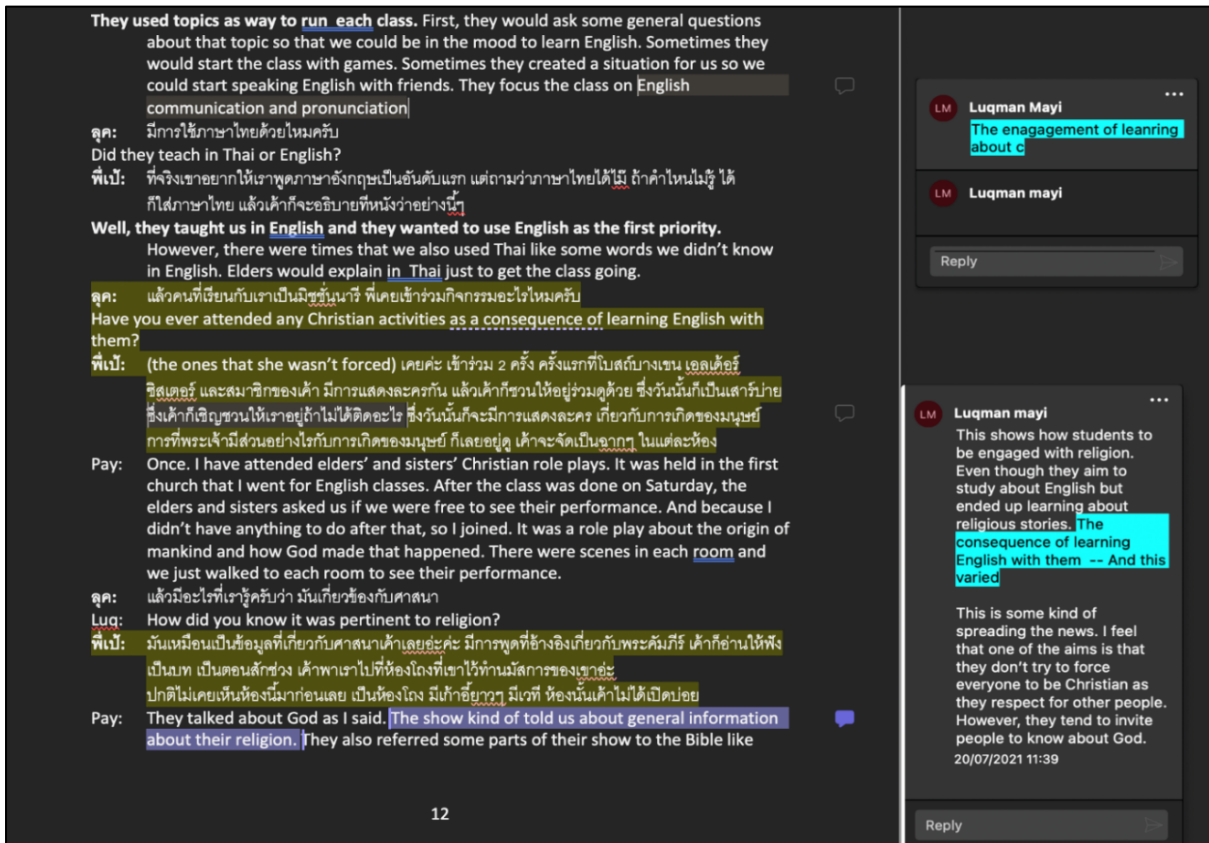 They used topics as way to run  each class. First, they would ask some general questions
about that topic so that we could be in the mood to learn English. Sometimes they
would start the class with games. Sometimes they created a situation for us so we
could start speaking English with friends. They focus the class on English
communication and pronunciation
ลุค: มีการใช้ภาษาไทยด้วยไหมครับ
Did they teach in Thai or English?
พี่เป้: ที่จริงเขาอยากให้เราพูดภาษาอังกฤษเป็นอันดับแรก แต่ถามว่าภาษาไทยได้ไม๊ ถ้าคำไหนไม่รู้ ได้
ก็ใส่ภาษาไทย แล้วเค้าก็จะอธิบายทีหนังว่าอย่างนี้ๆ
Well, they taught us in English and they wanted to use English as the first priority.
However, there were times that we also used Thai like some words we didn't know
in English. Elders would explain in  Thai just to get the class going.
ลุค: แล้วคนที่เรียนกับเราเป็นมิชชั่นนารี พี่เคยเข้าร่วมกิจกรรมอะไรไหมครับ
Have you ever attended any Christian activities as a consequence of learning English with
them?
พี่เป้: (the ones that she wasn't forced) เคยค่ะ เข้าร่วม 2 ครั้ง ครั้งแรกที่โบสถ์บางเขน เอลเด้อร์
ซิสเตอร์ และสมาชิกของเค้า มีการแสดงละครกัน แล้วเค้าก็ชวนให้อยู่ร่วมดูด้วย ซึ่งวันนั้นก็เป็นเสาร์บ่าย
ซึ่งเค้าก็เชิญชวนให้เราอยู่ถ้าไม่ได้ติดอะไร ซึ่งวันนั้นก็จะมีการแสดงละคร เกี่ยวกับการเกิดของมนุษย์
การที่พระเจ้ามีส่วนอย่างไรกับการเกิดของมนุษย์ ก็เลยอยู่ดู เค้าจะจัดเป็นฉากๆ ในแต่ละห้อง
Pay: Once. I have attended elders' and sisters' Christian role plays. It was held in the first
church that I went for English classes. After the class was done on Saturday, the
elders and sisters asked us if we were free to see their performance. And because I
didn't have anything to do after that, so I joined. It was a role play about the origin of
mankind and how God made that happened. There were scenes in each room and
we just walked to each room to see their performance.
ลุค: แล้วมีอะไรที่เรารู้ครับว่า มันเกี่ยวข้องกับศาสนา
Luq: How did you know it was pertinent to religion?
พี่เป้: มันเหมือนเป็นข้อมูลที่เกี่ยวกับศาสนาเค้าเลยอ่ะค่ะ มีการพูดที่อ้างอิงเกี่ยวกับพระคัมภีร์ เค้าก็อ่านให้ฟัง
เป็นบท เป็นตอนสักช่วง เค้าพาเราไปที่ห้องโถงที่เขาไว้ทำนมัสการของเขาอ่ะ
ปกติไม่เคยเห็นห้องนี้มาก่อนเลย เป็นห้องโถง มีเก้าอี้ยาวๆ มีเวที ห้องนั้นเค้าไม่ได้เปิดบ่อย
Pay: They talked about God as I said. The show kind of told us about general information
about their religion. They also referred some parts of their show to the Bible like
12
LM Luqman Mayi
The enagagement of leanring
about c
LM Luqman mayi
Reply
LM Luqman mayi
This shows how students to
be engaged with religion.
Even though they aim to
study about English but
ended up learning about
religious stories. The
consequence of learning
English with them  -- And this
varied
This is some kind of
spreading the news. I feel
that one of the aims is that
they don't try to force
everyone to be Christian as
they respect for other people.
However, they tend to invite
people to know about God.
20/07/2021 11:39
Reply